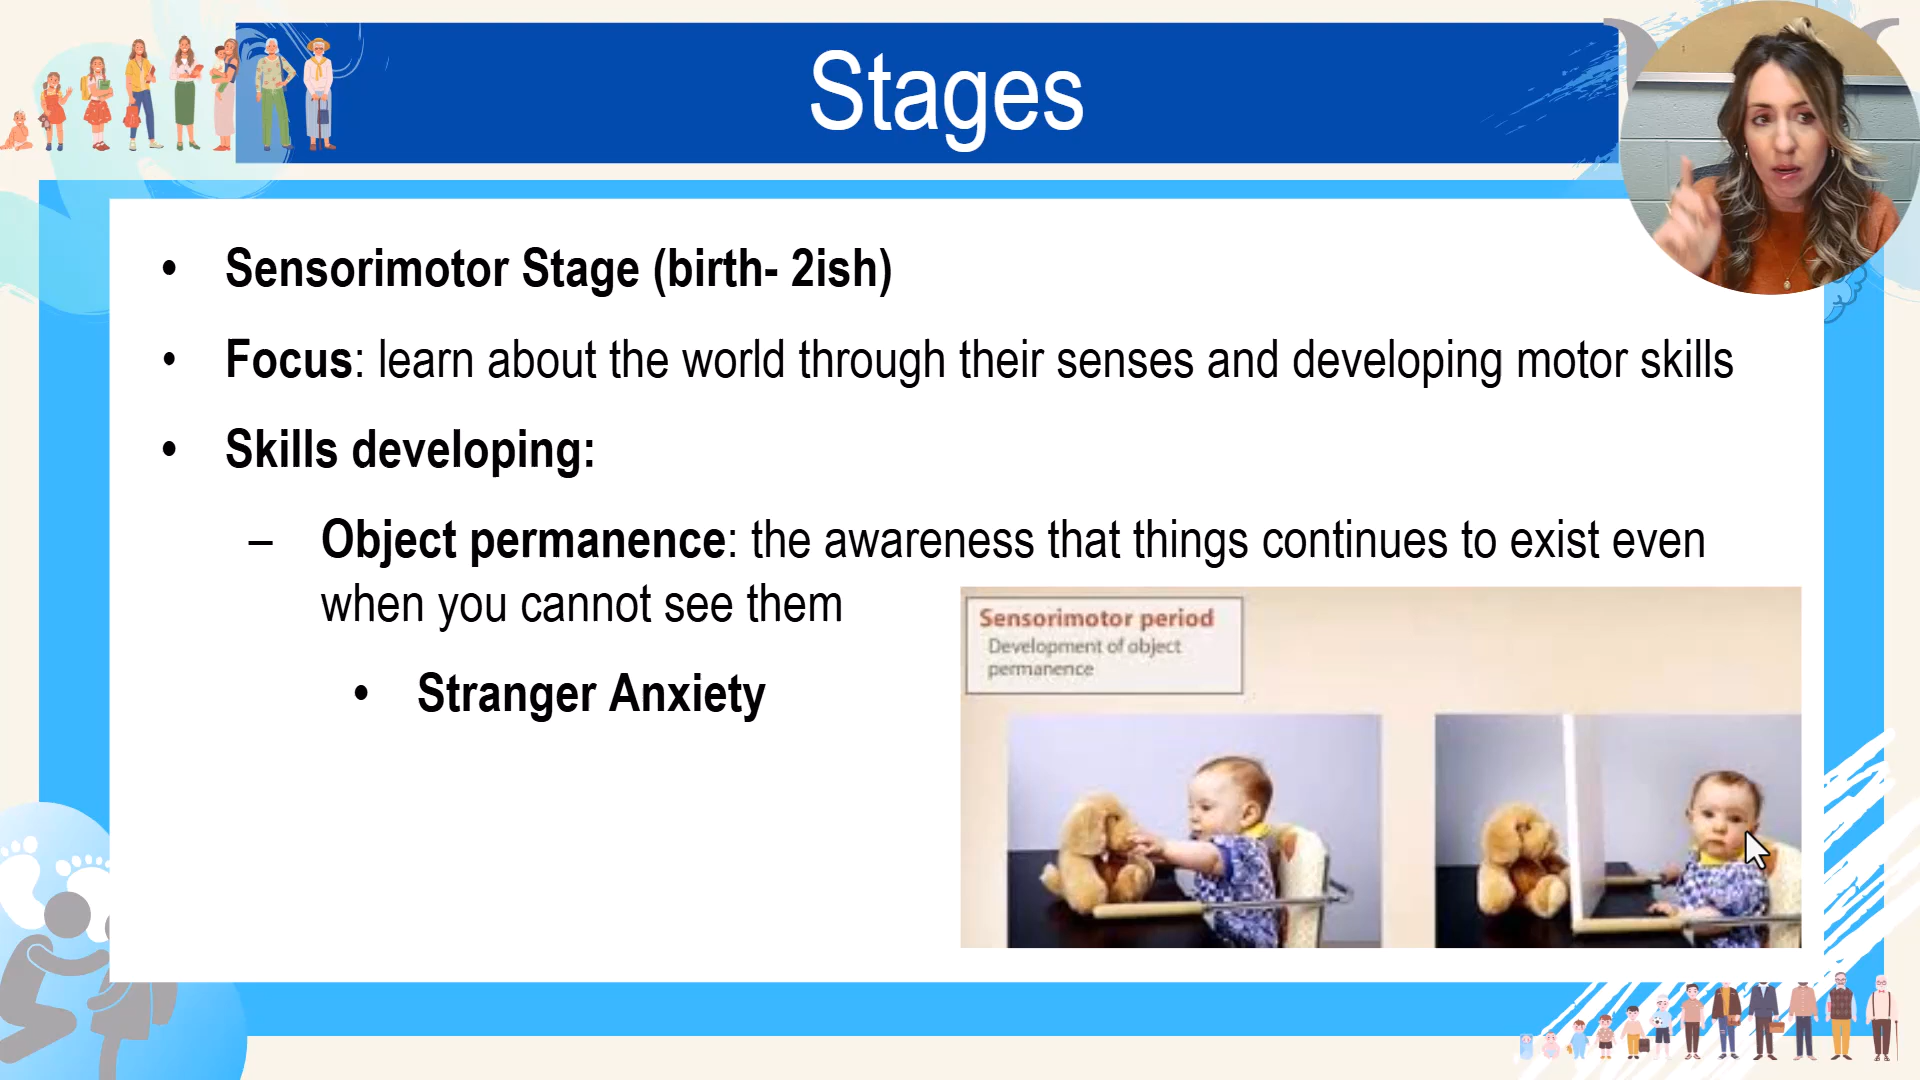 Stages
• Sensorimotor Stage (birth- 2ish)
• Focus: learn about the world through their senses and developing motor skills
• Skills developing:
– Object permanence: the awareness that things continues to exist even
when you cannot see them
• Stranger Anxiety
Sensorimotor period
Development of object
permanence